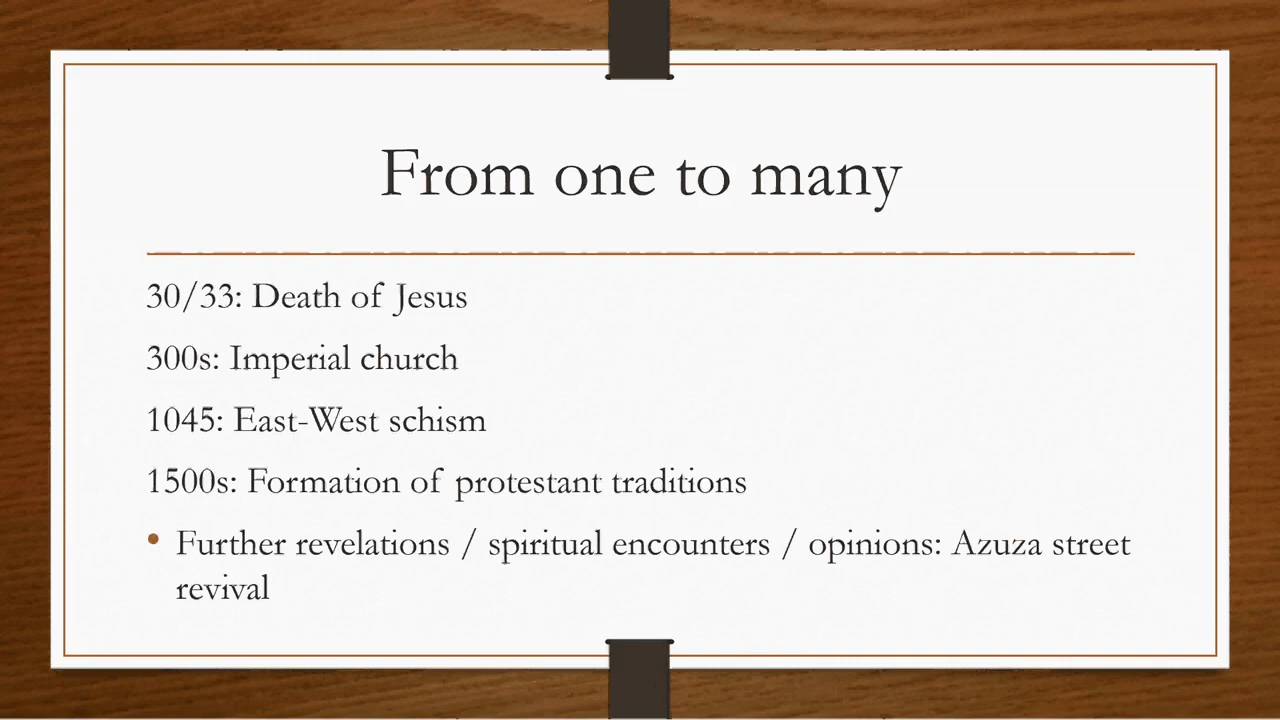 From one to many
30/33: Death of Jesus
300s: Imperial church
1045: East-West schism
1500s: Formation of protestant traditions
• Further revelations / spiritual encounters / opinions: Azuza street
revival